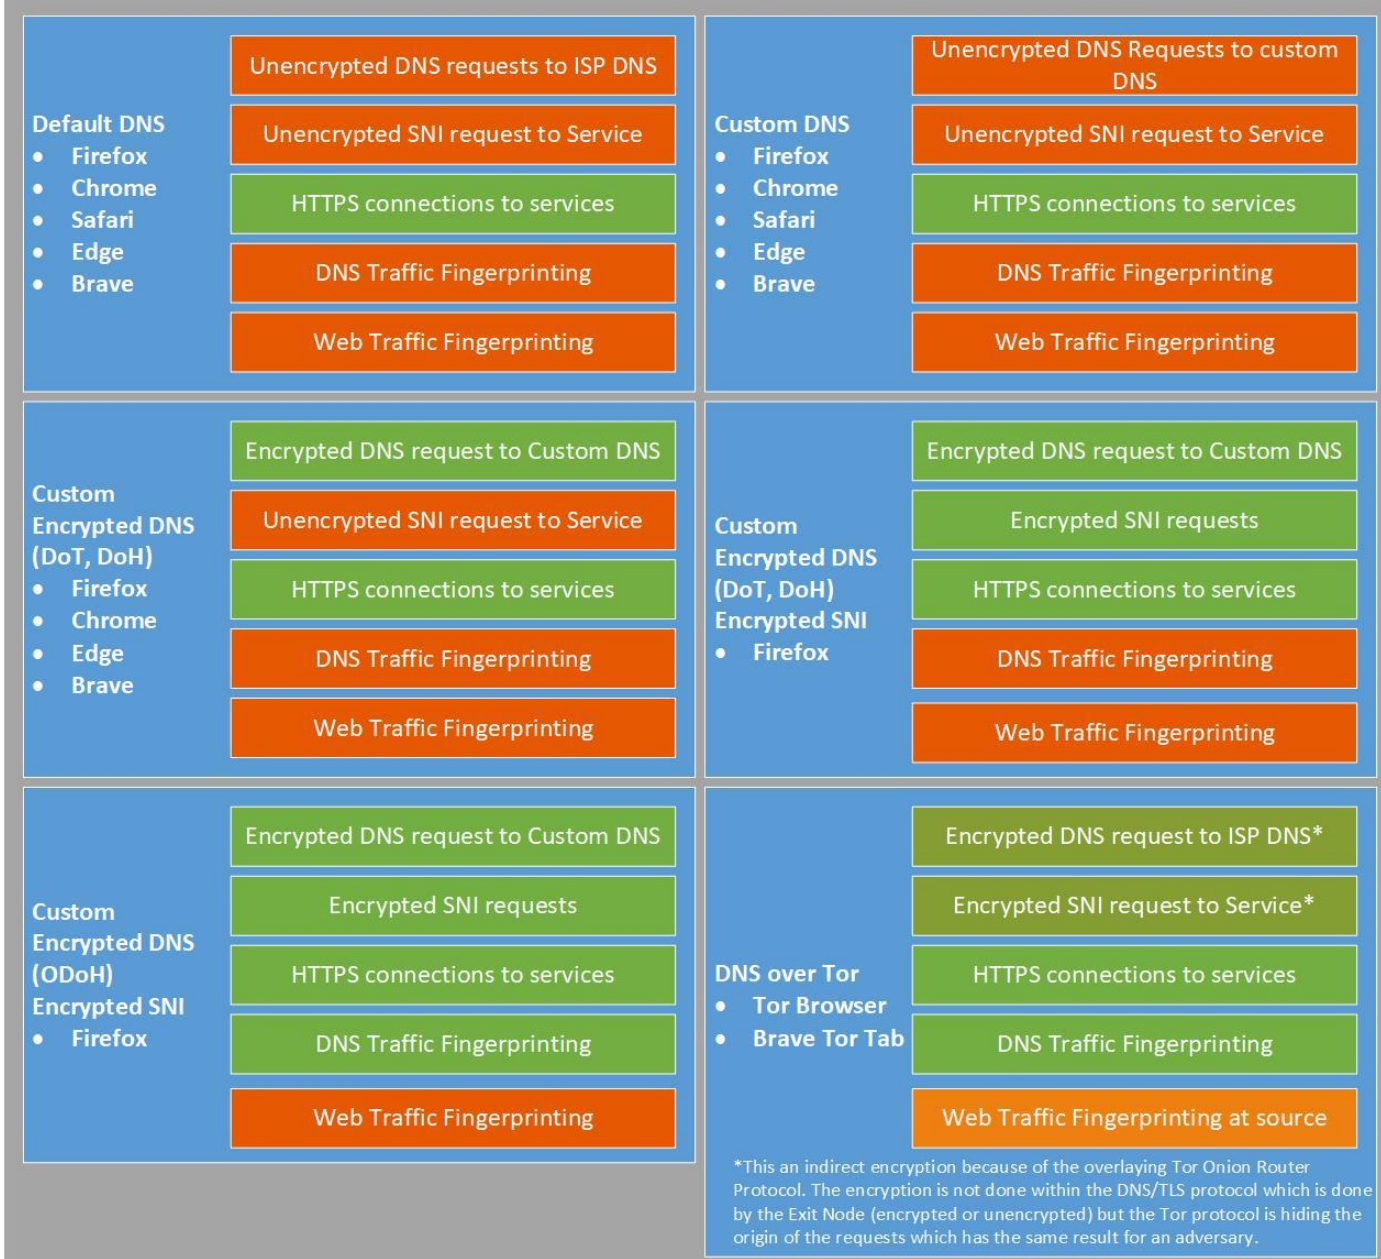 Default DNS
• Firefox
• Chrome
• Safari
• Edge
• Brave
Unencrypted DNS requests to ISP DNS
Unencrypted SNI request to Service
HTTPS connections to services
DNS Traffic Fingerprinting
Web Traffic Fingerprinting
Custom DNS
• Firefox
• Chrome
• Safari
• Edge
• Brave
Unencrypted DNS Requests to custom
DNS
Unencrypted SNI request to Service
HTTPS connections to services
DNS Traffic Fingerprinting
Web Traffic Fingerprinting
Custom
Encrypted DNS
(DoT, DoH)
• Firefox
• Chrome
• Edge
• Brave
Encrypted DNS request to Custom DNS
Unencrypted SNI request to Service
HTTPS connections to services
DNS Traffic Fingerprinting
Web Traffic Fingerprinting
Custom
Encrypted DNS
(DoT, DoH)
Encrypted SNI
• Firefox
Encrypted DNS request to Custom DNS
Encrypted SNI requests
HTTPS connections to services
DNS Traffic Fingerprinting
Web Traffic Fingerprinting
Custom
Encrypted DNS
(ODoH)
Encrypted SNI
• Firefox
Encrypted DNS request to Custom DNS
Encrypted SNI requests
HTTPS connections to services
DNS Traffic Fingerprinting
Web Traffic Fingerprinting
DNS over Tor
• Tor Browser
• Brave Tor Tab
Encrypted DNS request to ISP DNS*
Encrypted SNI request to Service*
HTTPS connections to services
DNS Traffic Fingerprinting
Web Traffic Fingerprinting at source
*This an indirect encryption because of the overlaying Tor Onion Router
Protocol. The encryption is not done within the DNS/TLS protocol which is done
by the Exit Node (encrypted or unencrypted) but the Tor protocol is hiding the
origin of the requests which has the same result for an adversary.